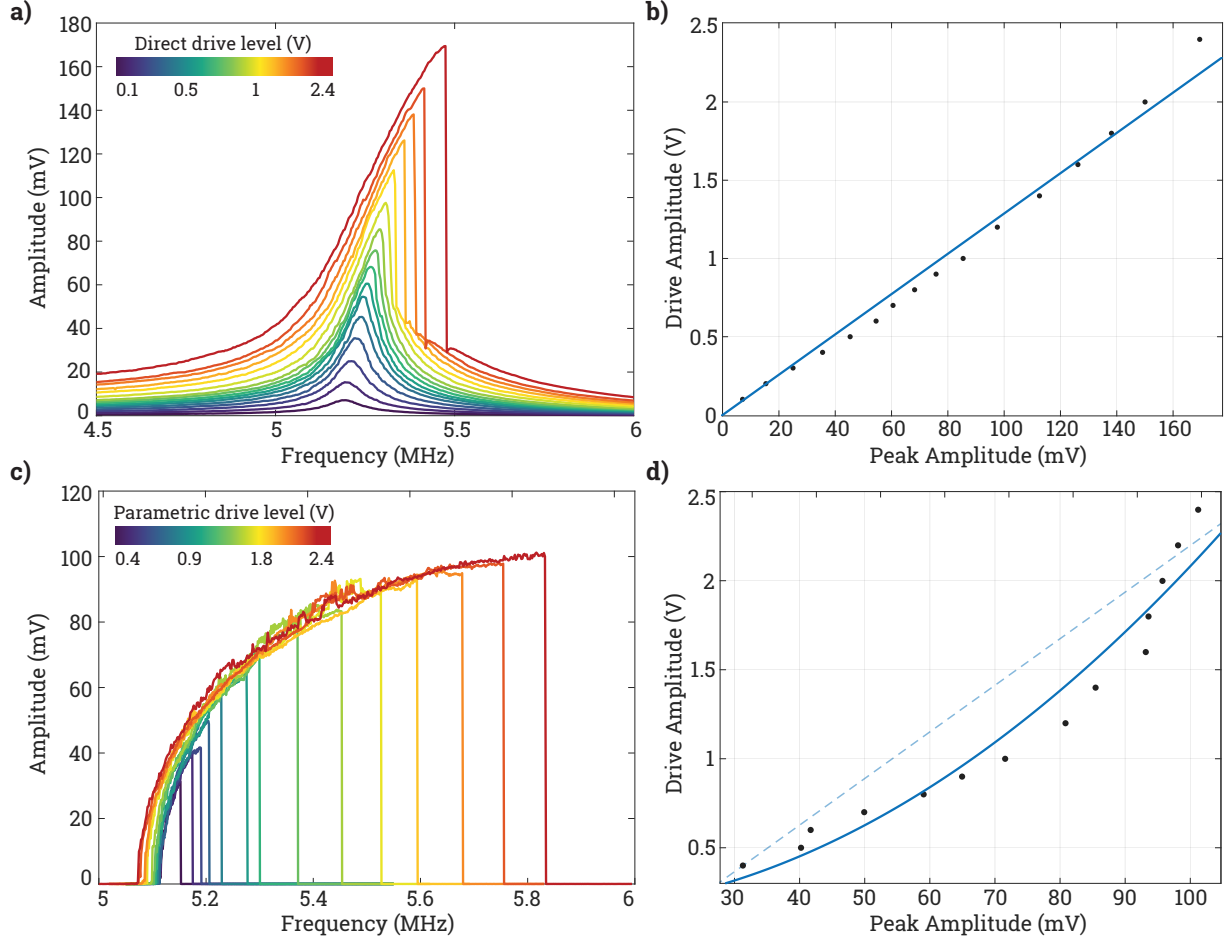 a)
Direct drive level (V)
0.1 0.5 1 2.4
180
160
140
120
100
80
60
40
20
0
Amplitude (mV)
4.5 5 5.5 6
Frequency (MHz)
b)
2.5
2
1.5
1
0.5
0
Drive Amplitude (V)
0 20 40 60 80 100 120 140 160
Peak Amplitude (mV)
c)
Parametric drive level (V)
0.4 0.9 1.8 2.4
120
100
80
60
40
20
0
Amplitude (mV)
5 5.2 5.4 5.6 5.8 6
Frequency (MHz)
d)
2.5
2
1.5
1
0.5
Drive Amplitude (V)
30 40 50 60 70 80 90 100
Peak Amplitude (mV)